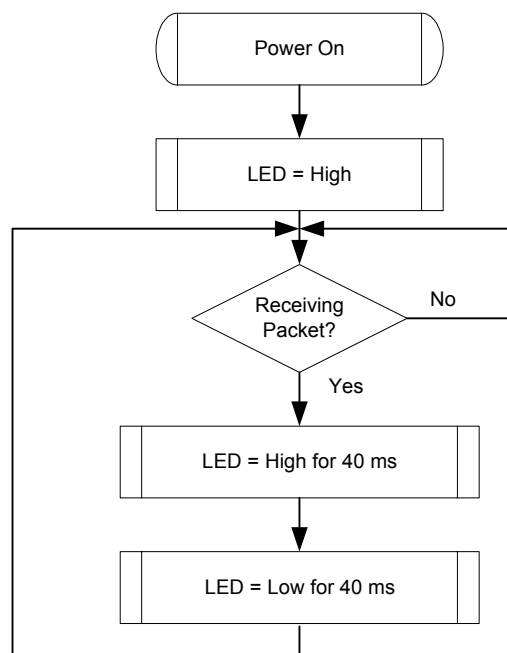 Power On
LED = High
Receiving
Packet?
No
Yes
LED = High for 40 ms
LED = Low for 40 ms